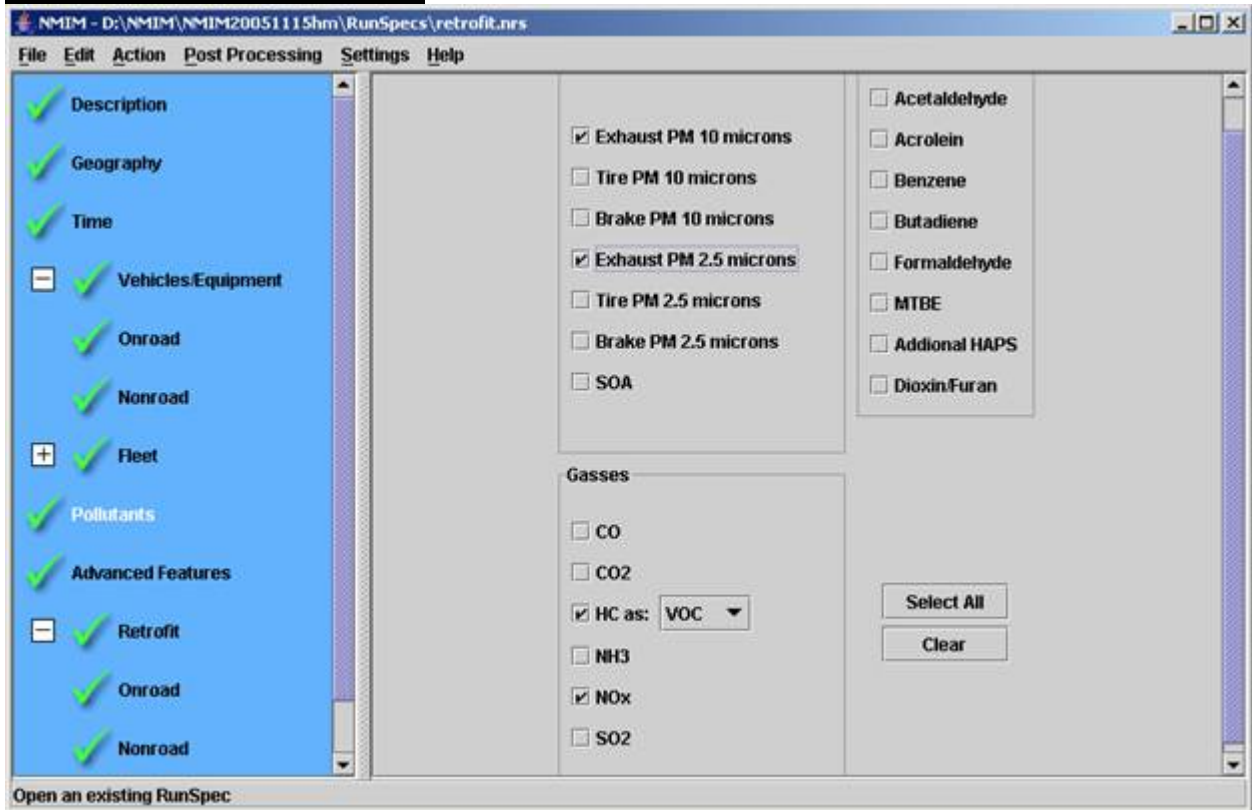 NMIM - D:\NMIM\NMIM20051115hm\RunSpecs\retrofit.nrs
File Edit Action Post Processing Settings Help
Description
Geography
Time
Vehicles/Equipment
Onroad
Nonroad
Fleet
Pollutants
Advanced Features
Retrofit
Onroad
Nonroad
Exhaust PM 10 microns
Tire PM 10 microns
Brake PM 10 microns
Exhaust PM 2.5 microns
Tire PM 2.5 microns
Brake PM 2.5 microns
SOA
Acetaldehyde
Acrolein
Benzene
Butadiene
Formaldehyde
MTBE
Addional HAPS
Dioxin/Furan
Gasses
CO
CO2
HC as: VOC
NH3
NOx
SO2
Select All
Clear
Open an existing RunSpec